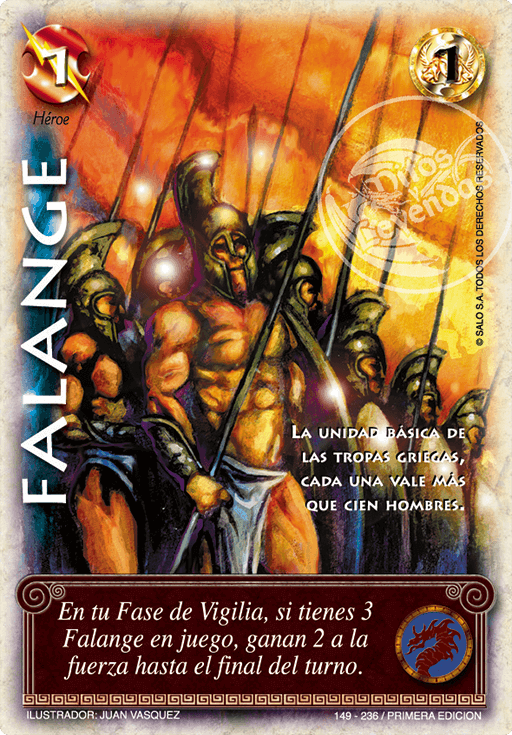 1
1
Héroe
FALANGE
Mitos
y
Leyendas
© SALO S.A. TODOS LOS DERECHOS RESERVADOS
LA UNIDAD BÁSICA DE
LAS TROPAS GRIEGAS,
CADA UNA VALE MÁS
QUE CIEN HOMBRES.
En tu Fase de Vigilia, si tienes 3
Falange en juego, ganan 2 a la
fuerza hasta el final del turno.
ILUSTRADOR: JUAN VASQUEZ
149 - 236 / PRIMERA EDICION